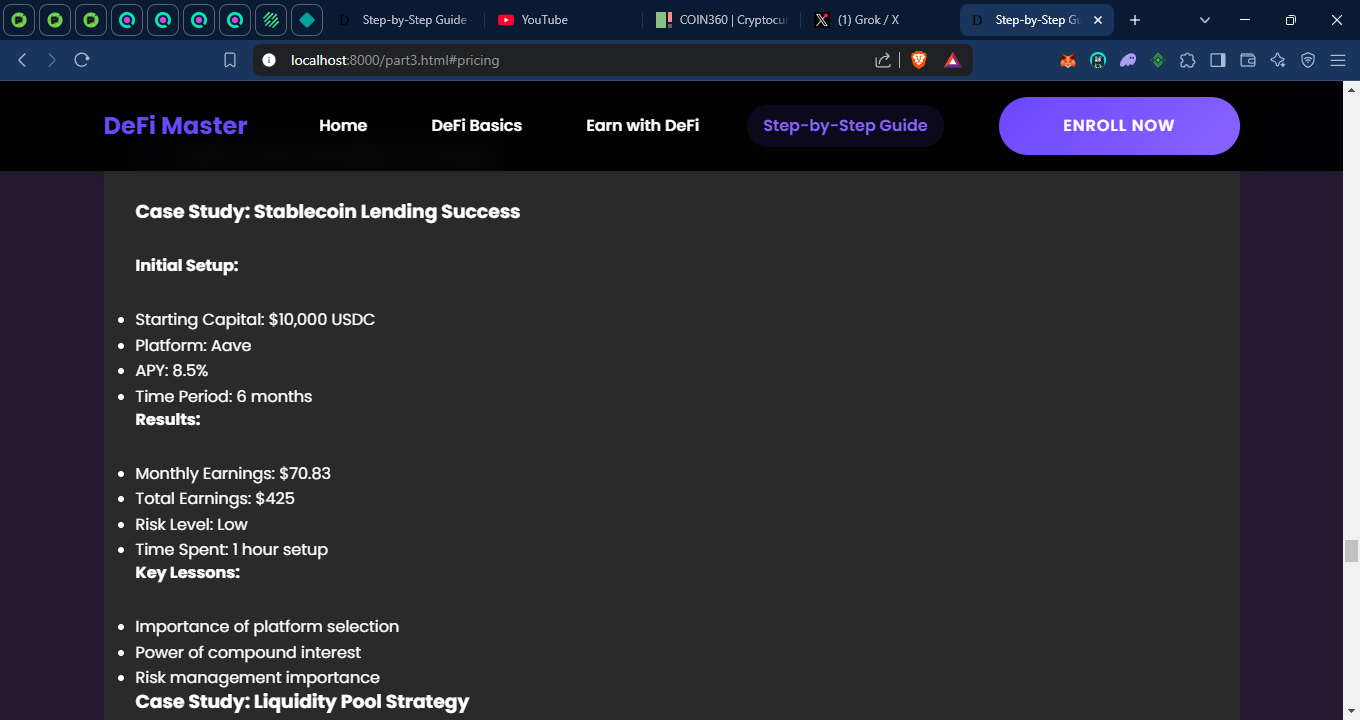 Step-by-Step Guide
YouTube
COIN360 | Cryptocur
(1) Grok / X
Step-by-Step Gu
localhost:8000/part3.html#pricing
DeFi Master
Home
DeFi Basics
Earn with DeFi
Step-by-Step Guide
ENROLL NOW
Case Study: Stablecoin Lending Success
Initial Setup:
Starting Capital: $10,000 USDC
Platform: Aave
APY: 8.5%
Time Period: 6 months
Results:
Monthly Earnings: $70.83
Total Earnings: $425
Risk Level: Low
Time Spent: 1 hour setup
Key Lessons:
Importance of platform selection
Power of compound interest
Risk management importance
Case Study: Liquidity Pool Strategy